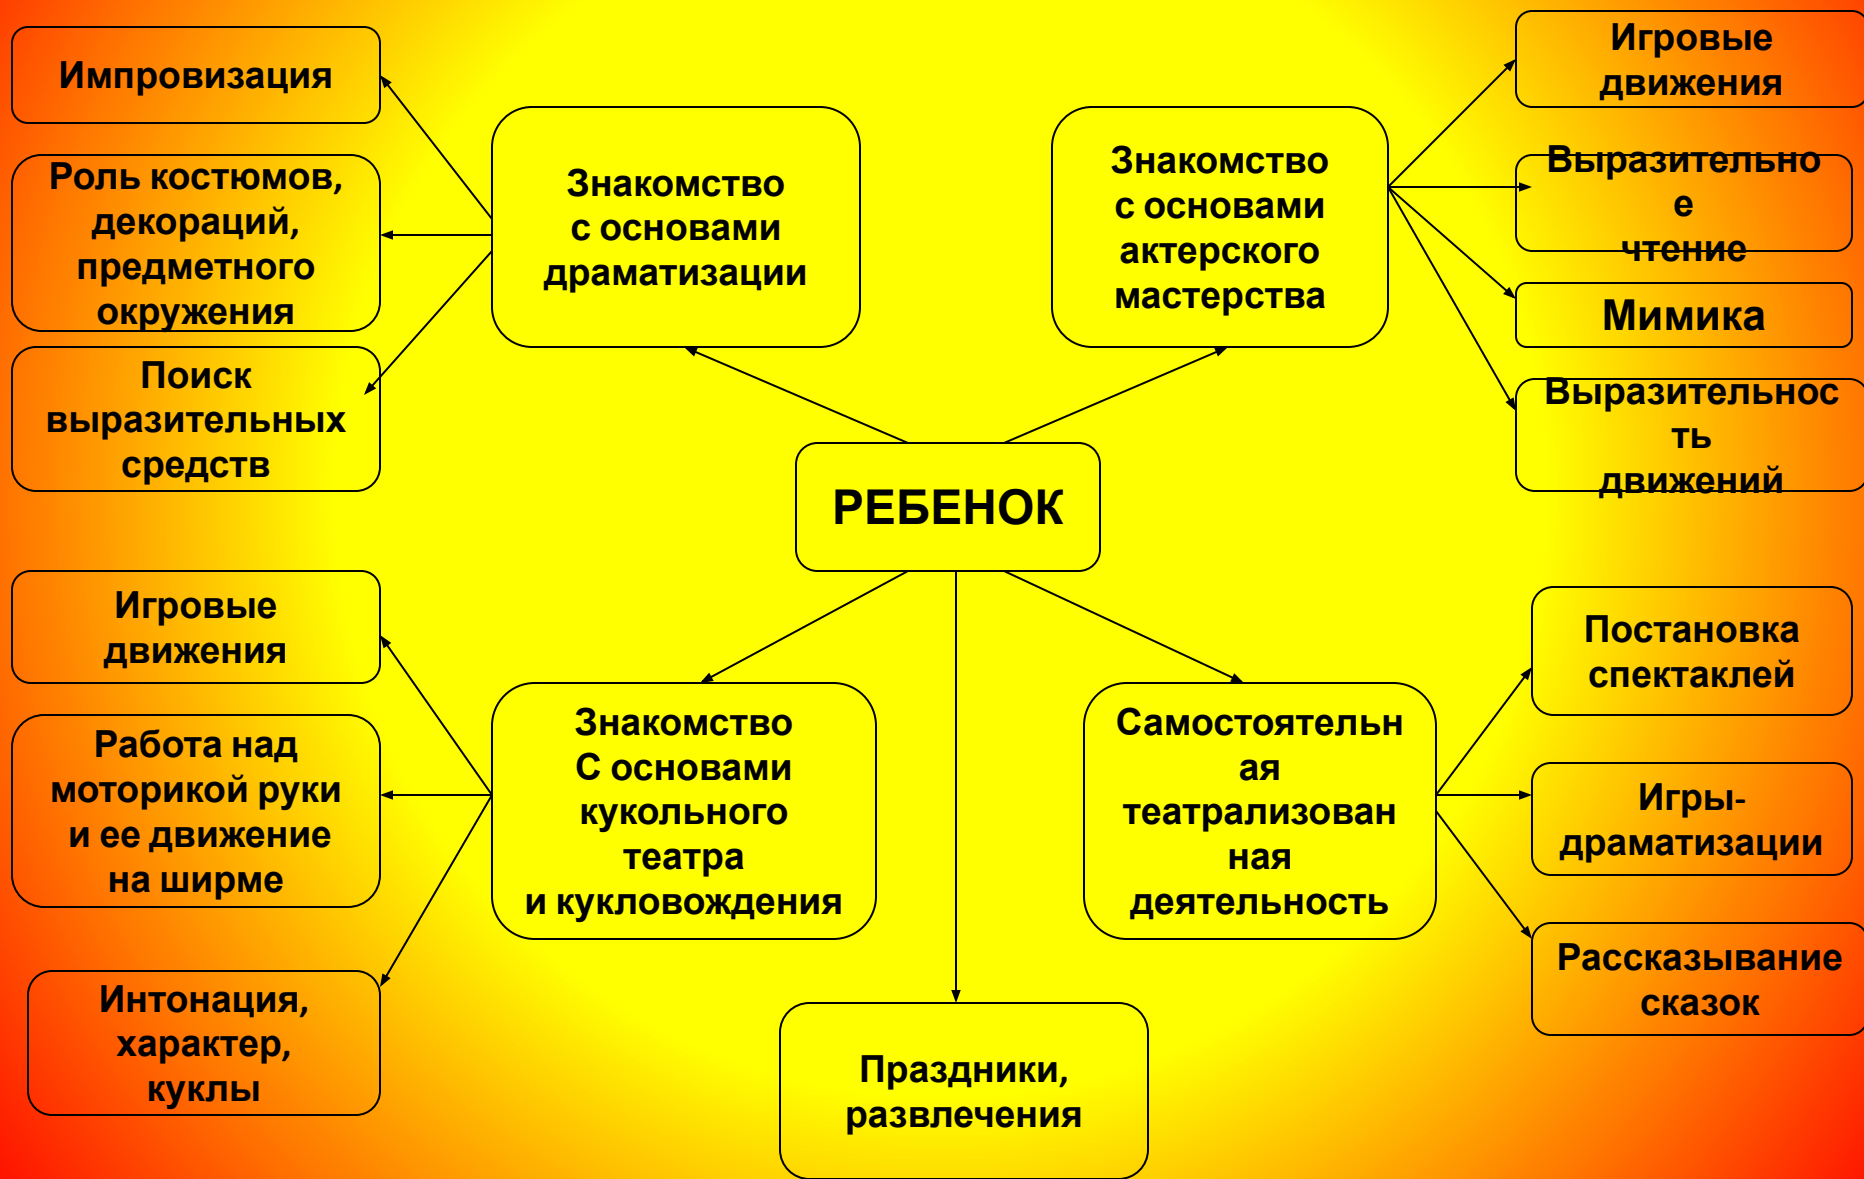 Импровизация
Роль костюмов,
декораций,
предметного
окружения
Поиск
выразительных
средств
Знакомство
с основами
драматизации
Знакомство
с основами
актерского
мастерства
Игровые
движения
Выразительно
е
чтение
Мимика
Выразительнос
ть
движений
РЕБЕНОК
Игровые
движения
Работа над
моторикой руки
и ее движение
на ширме
Интонация,
характер,
куклы
Знакомство
С основами
кукольного
театра
и кукловождения
Самостоятельн
ая
театрализован
ная
деятельность
Постановка
спектаклей
Игры-
драматизации
Рассказывание
сказок
Праздники,
развлечения